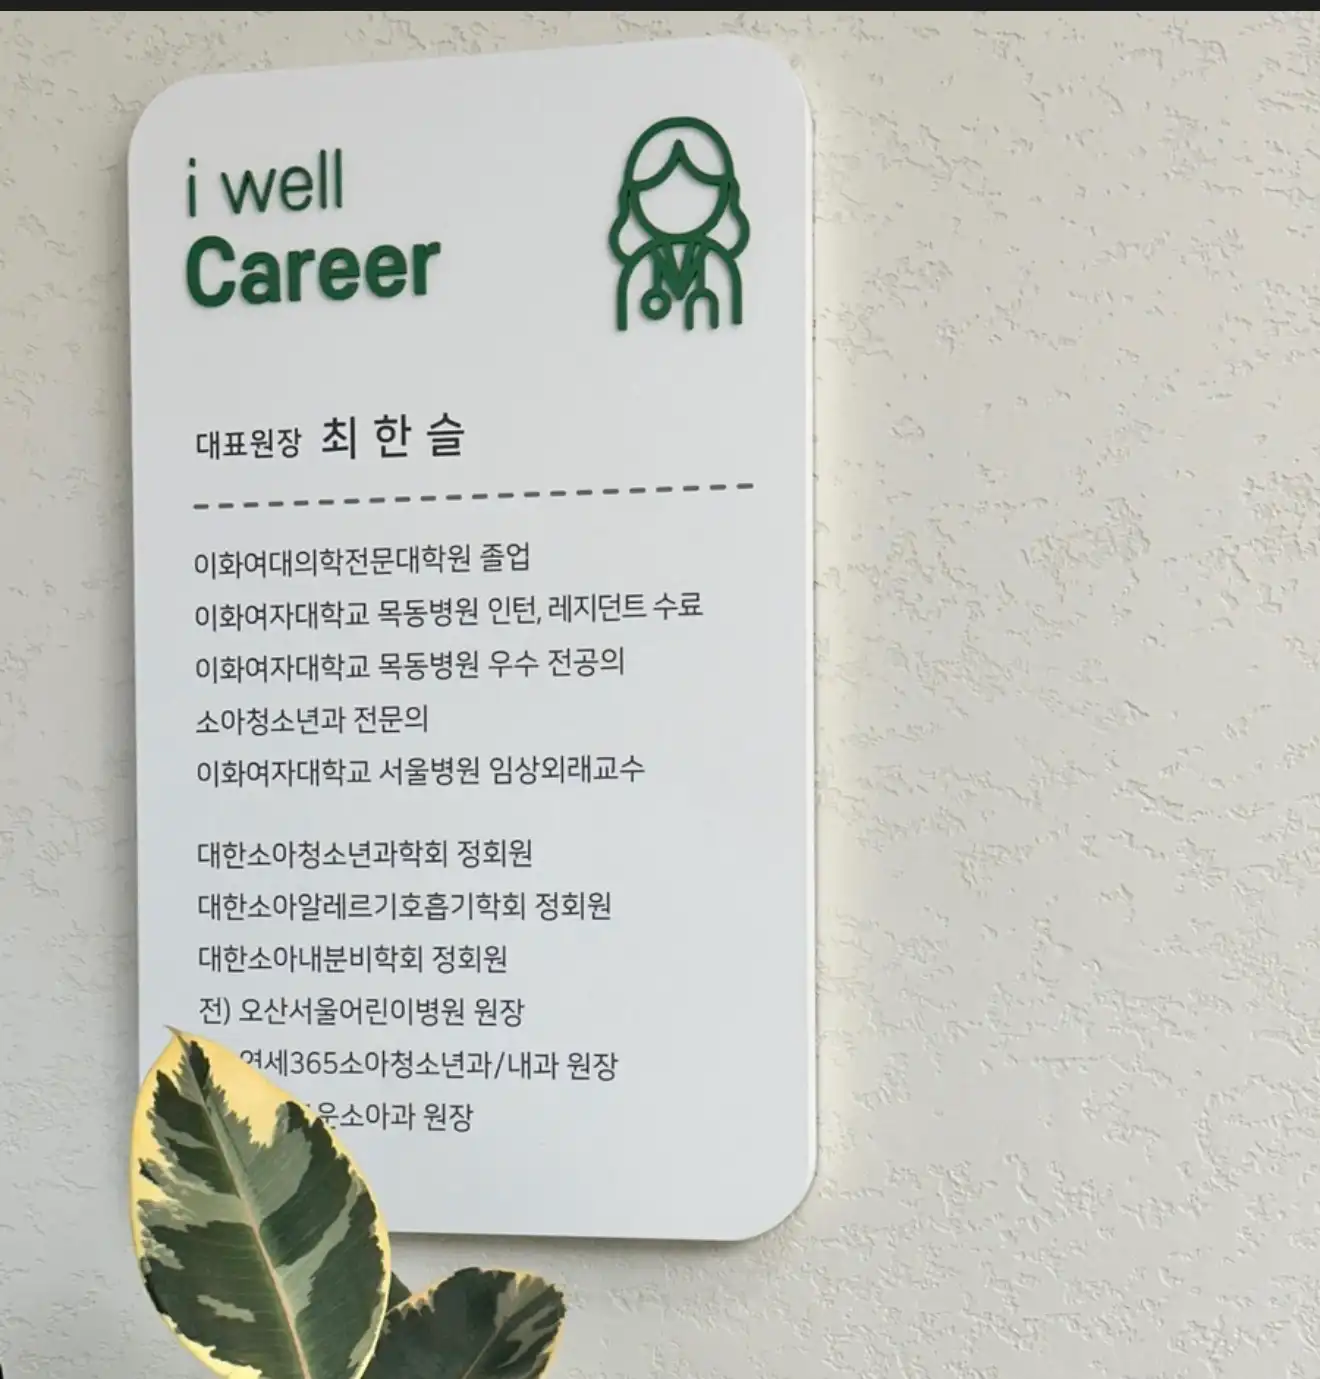 i well
Career
대표원장 최한슬
이화여대의학전문대학원 졸업
이화여자대학교 목동병원 인턴, 레지던트 수료
이화여자대학교 목동병원 우수 전공의
소아청소년과 전문의
이화여자대학교 서울병원 임상외래교수
대한소아청소년과학회 정회원
대한소아알레르기호흡기학회 정회원
대한소아내분비학회 정회원
전) 오산서울어린이병원 원장
연세365소아청소년과/내과 원장
원장